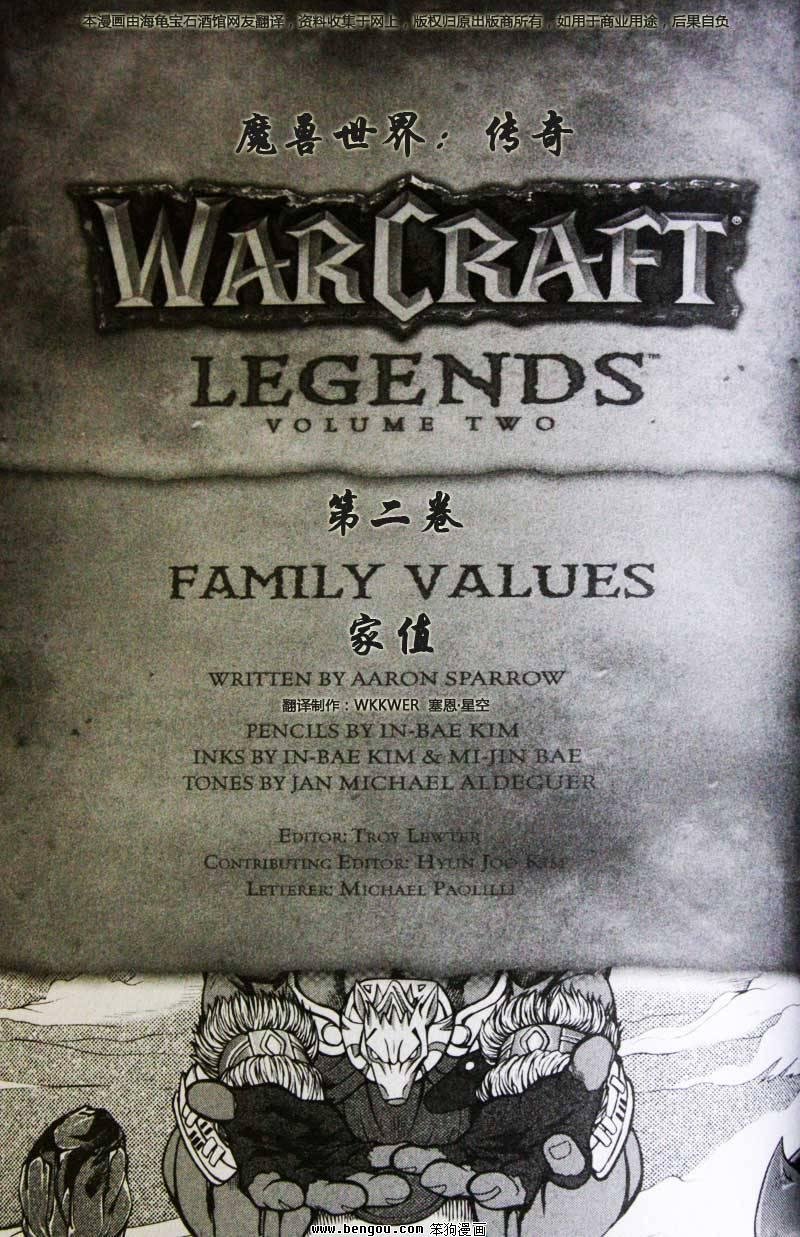 本漫画由海龟宝石酒馆网友翻译，资料收集于网上，版权归原出版商所有，如用于商业用途，后果自负
魔兽世界：传奇
WARCRAFT®
LEGENDS™
VOLUME TWO
第二卷
FAMILY VALUES
家值
WRITTEN BY AARON SPARROW
翻译制作：WKKWER 塞恩·星空
PENCILS BY IN-BAE KIM
INKS BY IN-BAE KIM & MI-JIN BAE
TONES BY JAN MICHAEL ALDEGUER
EDITOR: TROY LEWTER
CONTRIBUTING EDITOR: HYUN JOO KIM
LETTERER: MICHAEL PAOLILLI
www.bengou.com 笨狗漫画